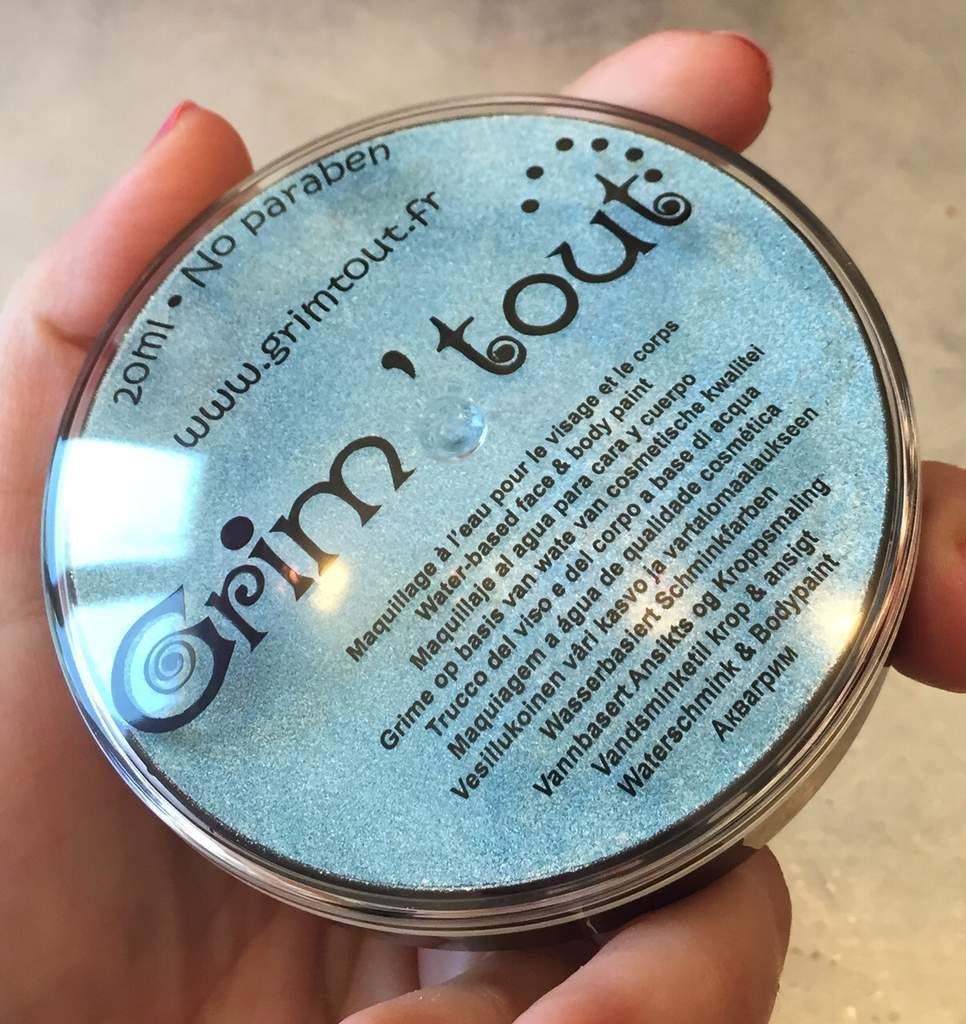 20ml • No paraben
www.grimtout.fr
Grim'tout
Maquillage à l'eau pour le visage et le corps
Water-based face & body paint
Maquillaje al agua para cara y cuerpo
Grime op basis van water van cosmetische kwaliteit
Trucco del viso e del corpo a base di acqua
Maquiagem a água de qualidade cosmética
Vesiliukoinen väri kasvo ja vartalomaalaukseen
Wasserbasiert Schminkfarben
Vannbasert Ansikts og Kroppsmaling
Vandsminketil krop & ansigt
Waterschmink & Bodypaint
Аквагрим